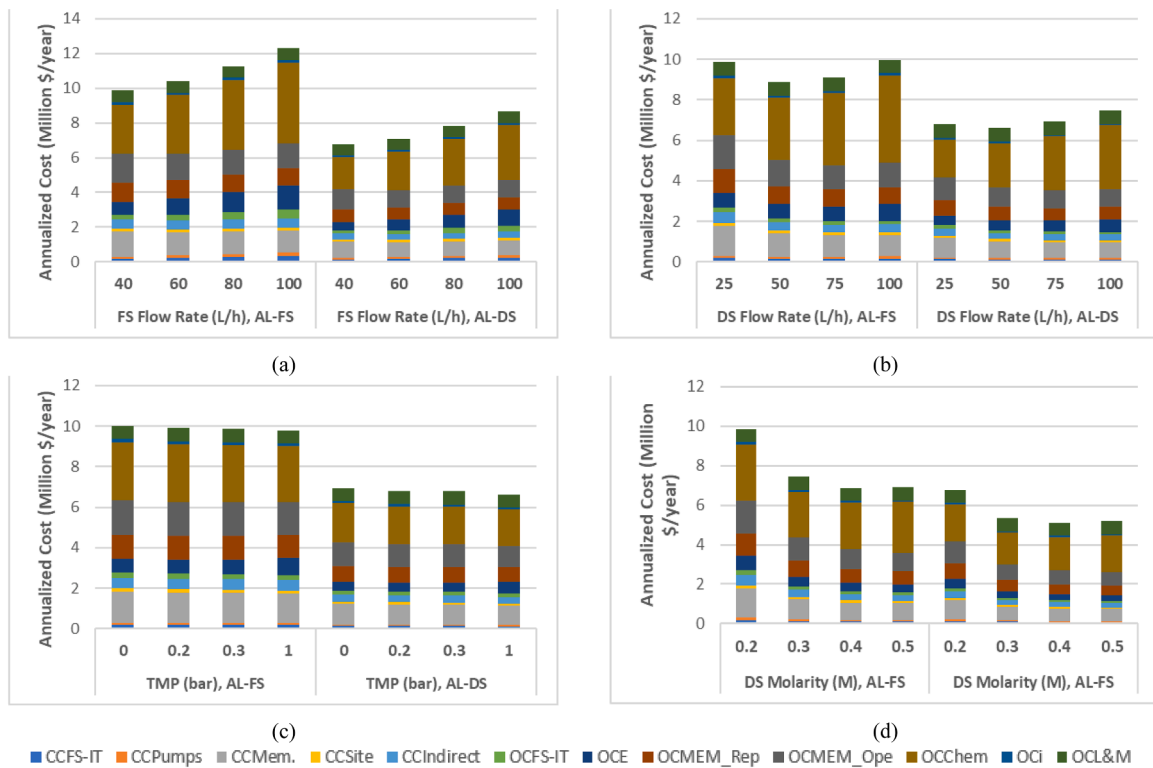 Annualized Cost (Million $/year)
14
12
10
8
6
4
2
0
40 60 80 100 40 60 80 100
FS Flow Rate (L/h), AL-FS FS Flow Rate (L/h), AL-DS
(a)
Annualized Cost (Million $/year)
12
10
8
6
4
2
0
25 50 75 100 25 50 75 100
DS Flow Rate (L/h), AL-FS DS Flow Rate (L/h), AL-DS
(b)
Annualized Cost (Million $/year)
12
10
8
6
4
2
0
0 0.2 0.3 1 0 0.2 0.3 1
TMP (bar), AL-FS TMP (bar), AL-DS
(c)
Annualized Cost (Million
$/year)
12
10
8
6
4
2
0
0.2 0.3 0.4 0.5 0.2 0.3 0.4 0.5
DS Molarity (M), AL-FS DS Molarity (M), AL-FS
(d)
CCFS-IT CCPumps CCMem. CCSite CCIndirect OCFS-IT OCE OCMEM_Rep OCMEM_Ope OCChem OCi OCL&M